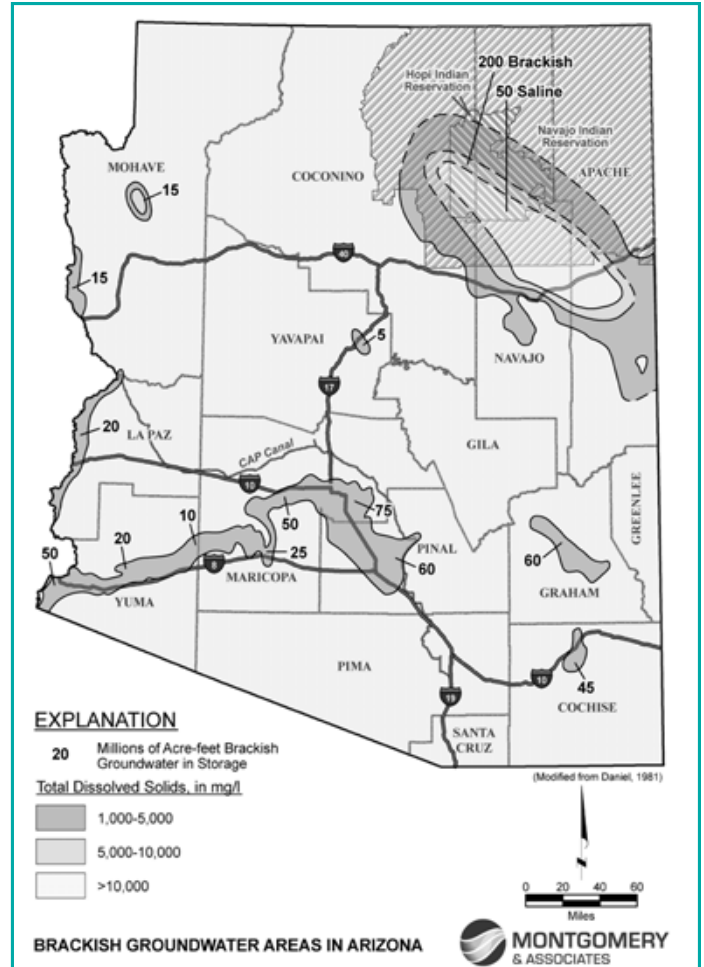 200 Brackish
Hopi Indian
Reservation
50 Saline
Navajo Indian
Reservation
MOHAVE
COCONINO
APACHE
15
15
40
YAVAPAI
5
NAVAJO
17
20
LA PAZ
CAP Canal
GILA
GREENLEE
10
50
75
10
20
25
PINAL
60
60
50
8
MARICOPA
YUMA
GRAHAM
PIMA
10
45
COCHISE
19
SANTA
CRUZ
EXPLANATION
20 Millions of Acre-feet Brackish
Groundwater in Storage
Total Dissolved Solids, in mg/l
1,000-5,000
5,000-10,000
>10,000
(Modified from Daniel, 1981)
0 20 40 60
Miles
BRACKISH GROUNDWATER AREAS IN ARIZONA
MONTGOMERY
& ASSOCIATES